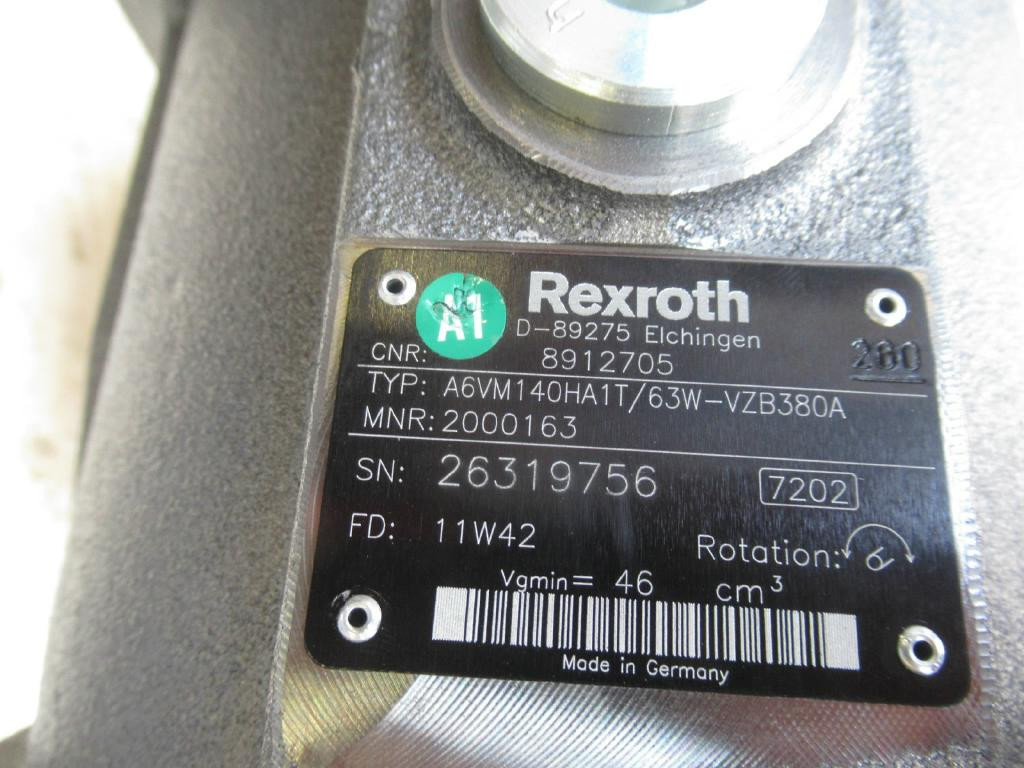 A1
Rexroth
D-89275 Elchingen
CNR: 8912705
260
TYP: A6VM140HA1T/63W-VZB380A
MNR: 2000163
SN: 26319756
7202
FD: 11W42
Rotation:
Vgmin= 46 cm³
Made in Germany